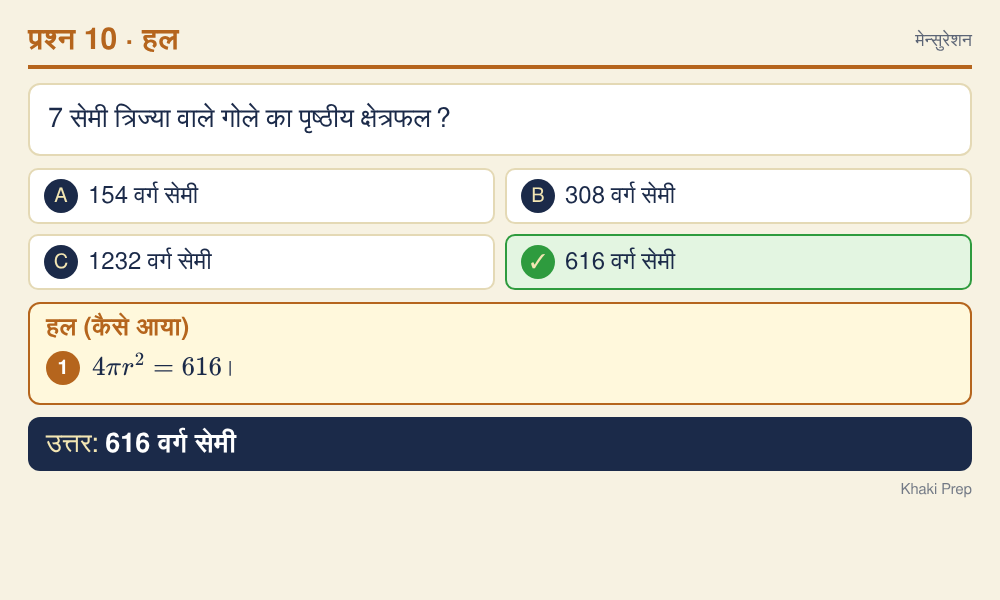 प्रश्न 10 · हल
मेन्सुरेशन
7 सेमी त्रिज्या वाले गोले का पृष्ठीय क्षेत्रफल ?
A 154 वर्ग सेमी
B 308 वर्ग सेमी
C 1232 वर्ग सेमी
✓ 616 वर्ग सेमी
हल (कैसे आया)
1 4πr² = 616।
उत्तर: 616 वर्ग सेमी
Khaki Prep